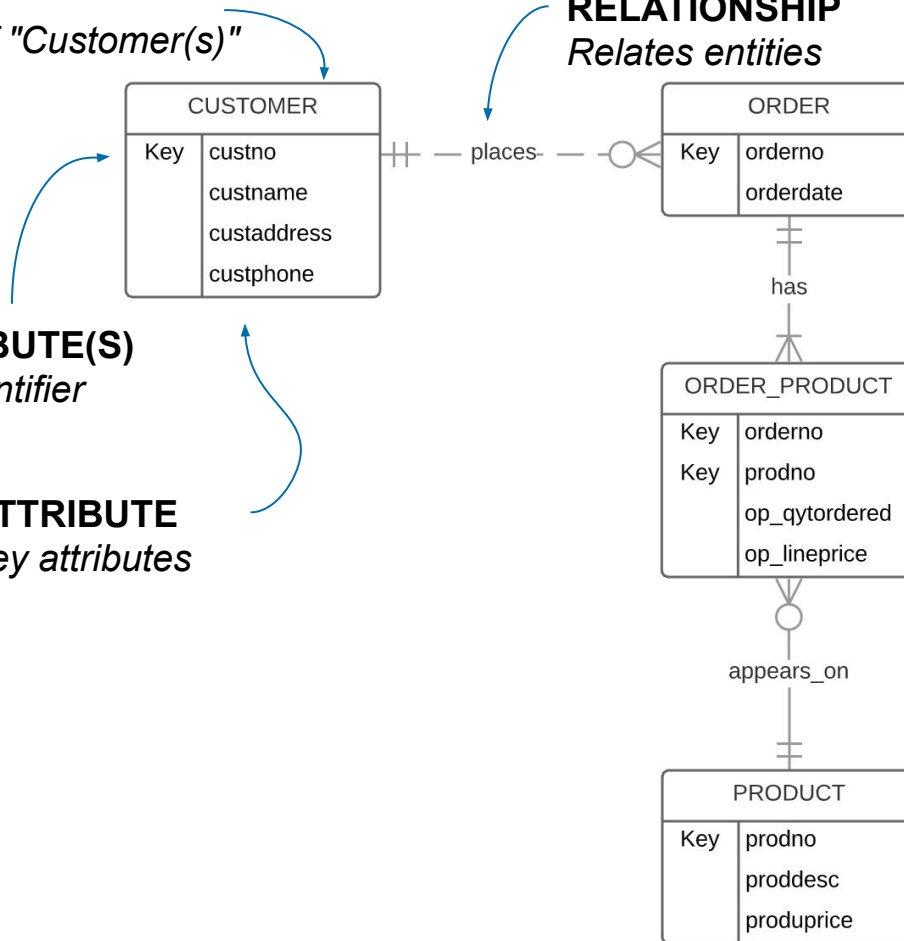 "Customer(s)"
RELATIONSHIP
Relates entities
CUSTOMER
Key custno
custname
custaddress
custphone
places
ORDER
Key orderno
orderdate
has
BUTE(S)
ntifier
TTRIBUTE
ey attributes
ORDER_PRODUCT
Key orderno
Key prodno
op_qytordered
op_lineprice
appears_on
PRODUCT
Key prodno
proddesc
produprice